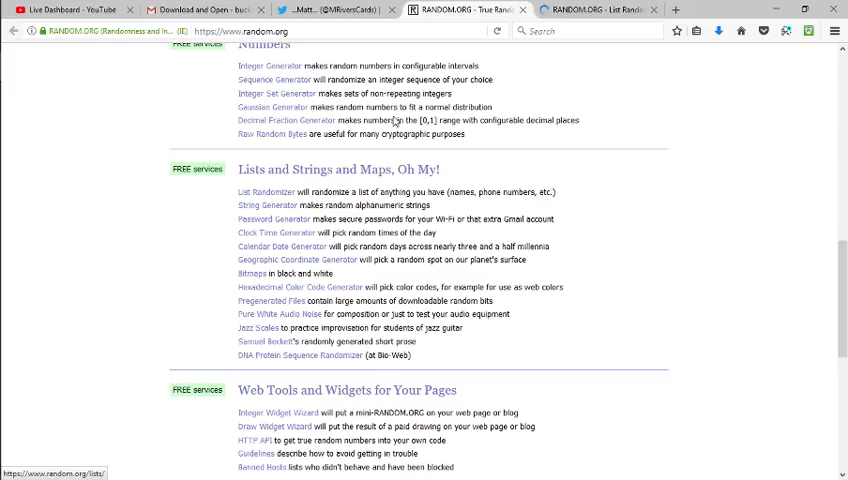 Live Dashboard - YouTube
Download and Open - buck
...Matt... (@MRiversCards)
RANDOM.ORG - True Rando
RANDOM.ORG - List Rando
RANDOM.ORG (Randomness and In... (IE)
https://www.random.org
Search
Numbers
FREE services
Integer Generator makes random numbers in configurable intervals
Sequence Generator will randomize an integer sequence of your choice
Integer Set Generator makes sets of non-repeating integers
Gaussian Generator makes random numbers to fit a normal distribution
Decimal Fraction Generator makes numbers in the [0,1] range with configurable decimal places
Raw Random Bytes are useful for many cryptographic purposes
FREE services
Lists and Strings and Maps, Oh My!
List Randomizer will randomize a list of anything you have (names, phone numbers, etc.)
String Generator makes random alphanumeric strings
Password Generator makes secure passwords for your Wi-Fi or that extra Gmail account
Clock Time Generator will pick random times of the day
Calendar Date Generator will pick random days across nearly three and a half millennia
Geographic Coordinate Generator will pick a random spot on our planet's surface
Bitmaps in black and white
Hexadecimal Color Code Generator will pick color codes, for example for use as web colors
Pregenerated Files contain large amounts of downloadable random bits
Pure White Audio Noise for composition or just to test your audio equipment
Jazz Scales to practice improvisation for students of jazz guitar
Samuel Beckett's randomly generated short prose
DNA Protein Sequence Randomizer (at Bio-Web)
FREE services
Web Tools and Widgets for Your Pages
Integer Widget Wizard will put a mini-RANDOM.ORG on your web page or blog
Draw Widget Wizard will put the result of a paid drawing on your web page or blog
HTTP API to get true random numbers into your own code
Guidelines describe how to avoid getting in trouble
Banned Hosts lists who didn't behave and have been blocked
https://www.random.org/lists/